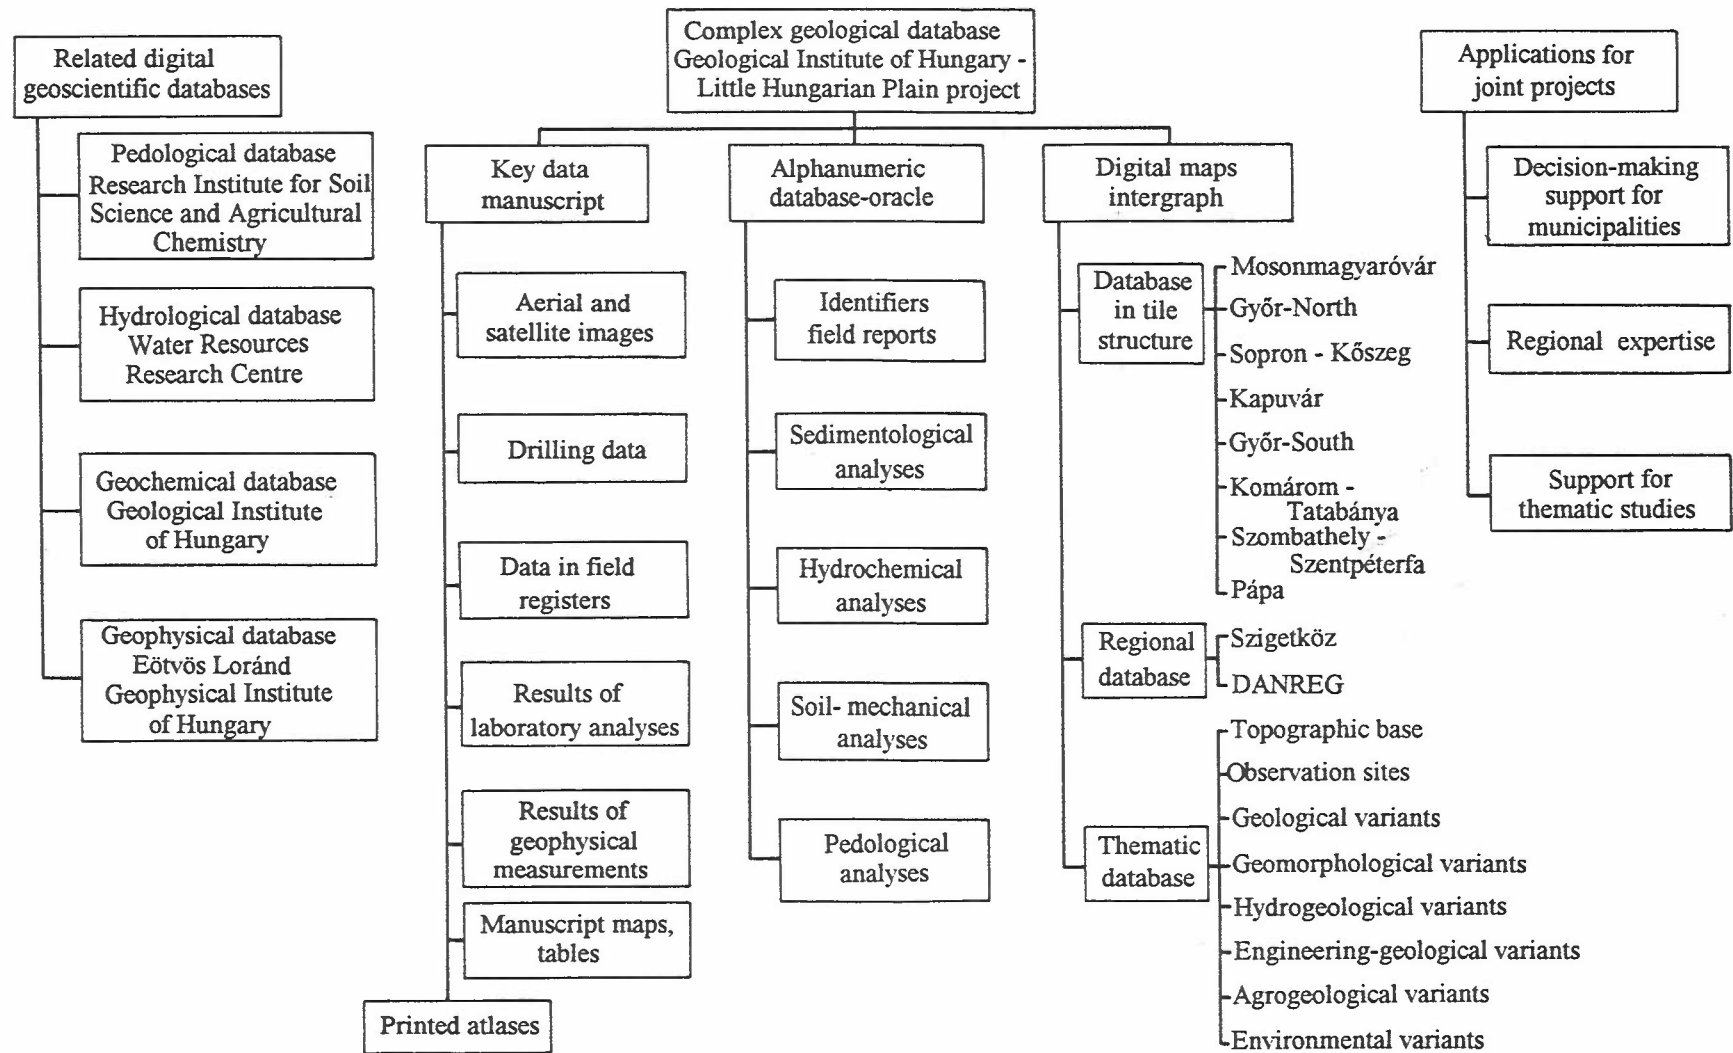 Related digital
geoscientific databases
Pedological database
Research Institute for Soil
Science and Agricultural
Chemistry
Hydrological database
Water Resources
Research Centre
Geochemical database
Geological Institute
of Hungary
Geophysical database
Eötvös Loránd
Geophysical Institute
of Hungary
Complex geological database
Geological Institute of Hungary -
Little Hungarian Plain project
Key data
manuscript
Aerial and
satellite images
Drilling data
Data in field
registers
Results of
laboratory analyses
Results of
geophysical
measurements
Manuscript maps,
tables
Printed atlases
Alphanumeric
database-oracle
Identifiers
field reports
Sedimentological
analyses
Hydrochemical
analyses
Soil- mechanical
analyses
Pedological
analyses
Digital maps
intergraph
Database
in tile
structure
Mosonmagyaróvár
Győr-North
Sopron - Kőszeg
Kapuvár
Győr-South
Komárom -
Tatabánya
Szombathely -
Szentpéterfa
Pápa
Regional
database
Szigetköz
DANREG
Thematic
database
Topographic base
Observation sites
Geological variants
Geomorphological variants
Hydrogeological variants
Engineering-geological variants
Agrogeological variants
Environmental variants
Applications for
joint projects
Decision-making
support for
municipalities
Regional expertise
Support for
thematic studies